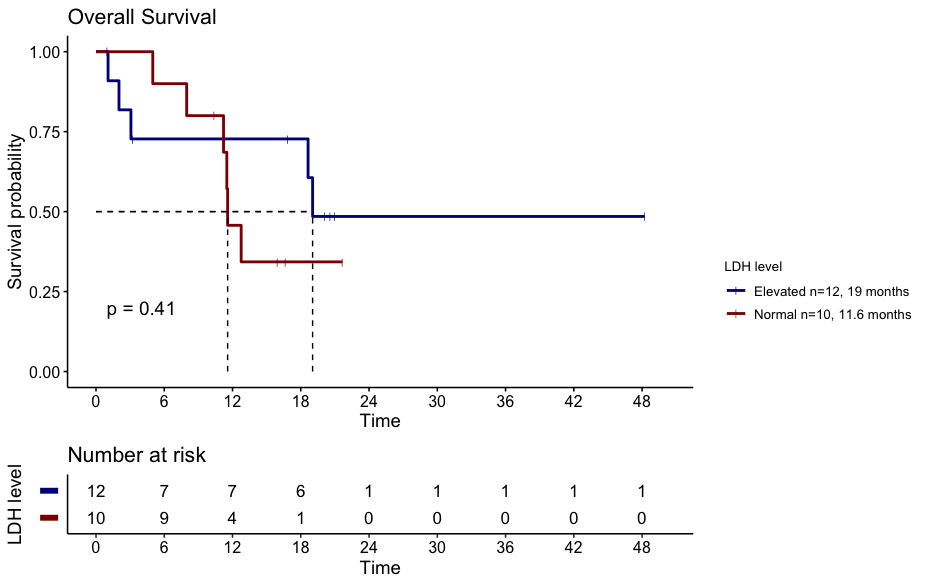 Overall Survival
Survival probability
1.00
0.75
0.50
0.25
0.00
p = 0.41
0 6 12 18 24 30 36 42 48
Time
LDH level
Elevated n=12, 19 months
Normal n=10, 11.6 months
Number at risk
LDH level
12 7 7 6 1 1 1 1 1
10 9 4 1 0 0 0 0 0
0 6 12 18 24 30 36 42 48
Time